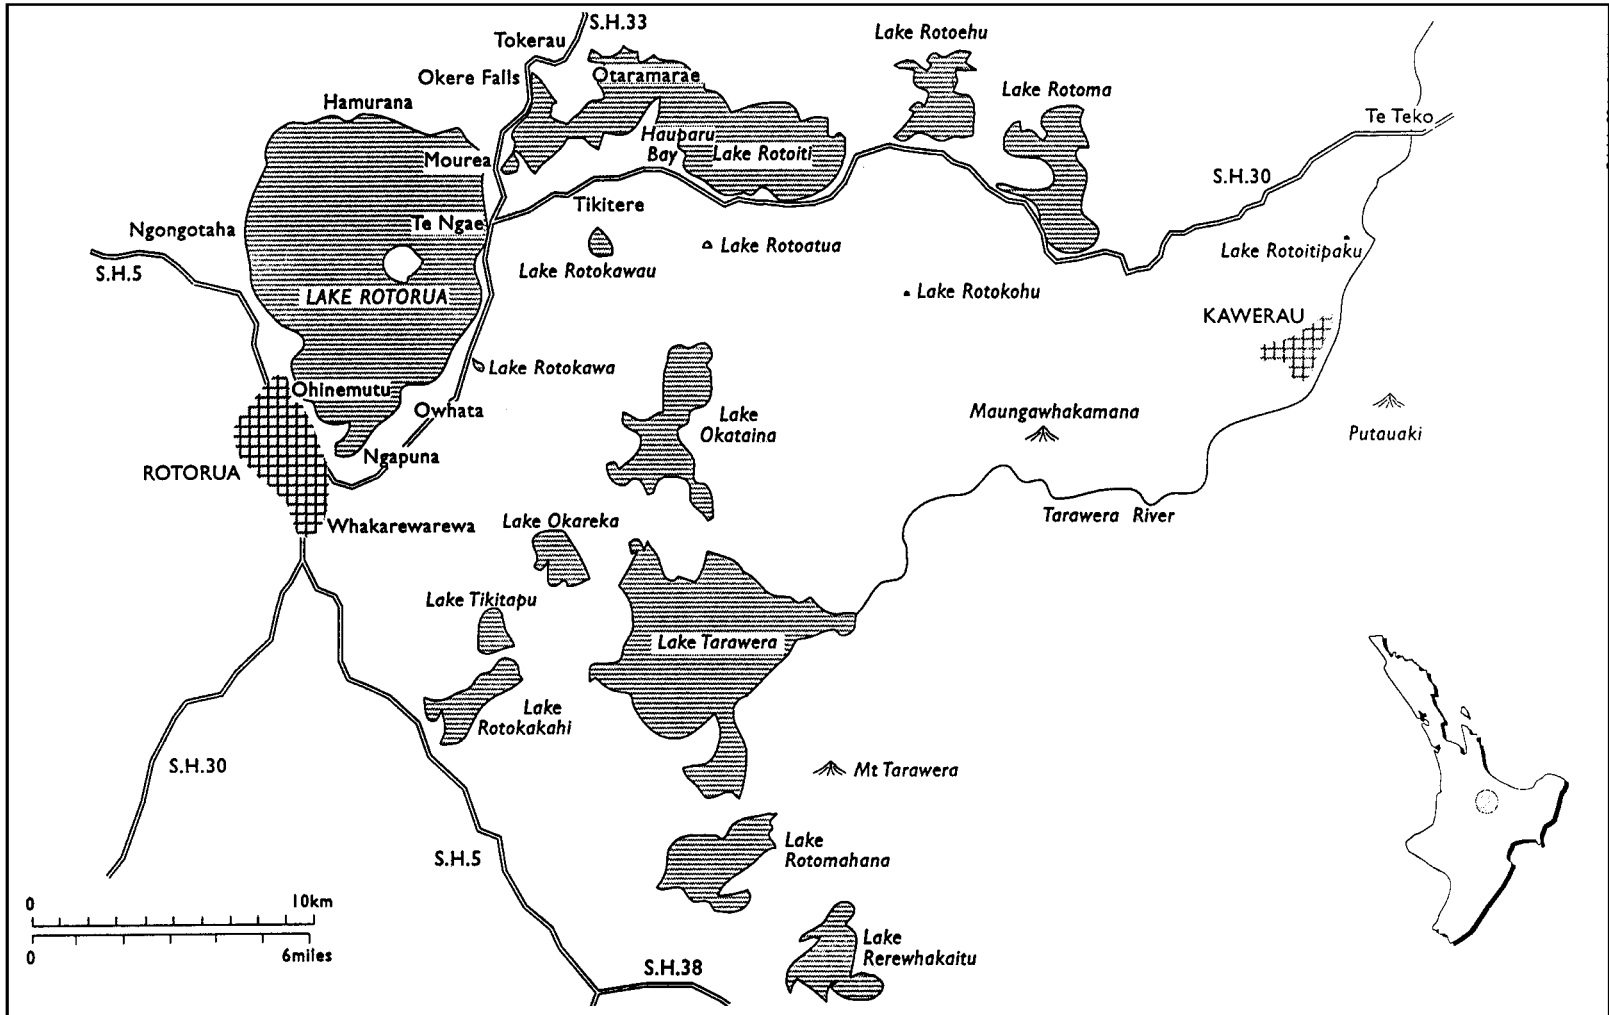 S.H.33
Lake Rotoehu
Tokerau
Otaramarae
Okere Falls
Lake Rotoma
Hamurana
Te Teko
Hauparu
Bay
Lake Rotoiti
Mourea
S.H.30
Tikitere
Te Ngae
Ngongotaha
Lake Rotoatua
Lake Rotoitipaku
S.H.5
Lake Rotokawau
LAKE ROTORUA
Lake Rotokohu
KAWERAU
Lake Rotokawa
Ohinemutu
Owhata
Lake
Okataina
Maungawhakamana
Putauaki
Ngapuna
ROTORUA
Tarawera River
Whakarewarewa
Lake Okareka
Lake Tikitapu
Lake Tarawera
Lake
Rotokakahi
S.H.30
Mt Tarawera
Lake
Rotomahana
S.H.5
0 10km
0 6miles
Lake
Rerewhakaitu
S.H.38